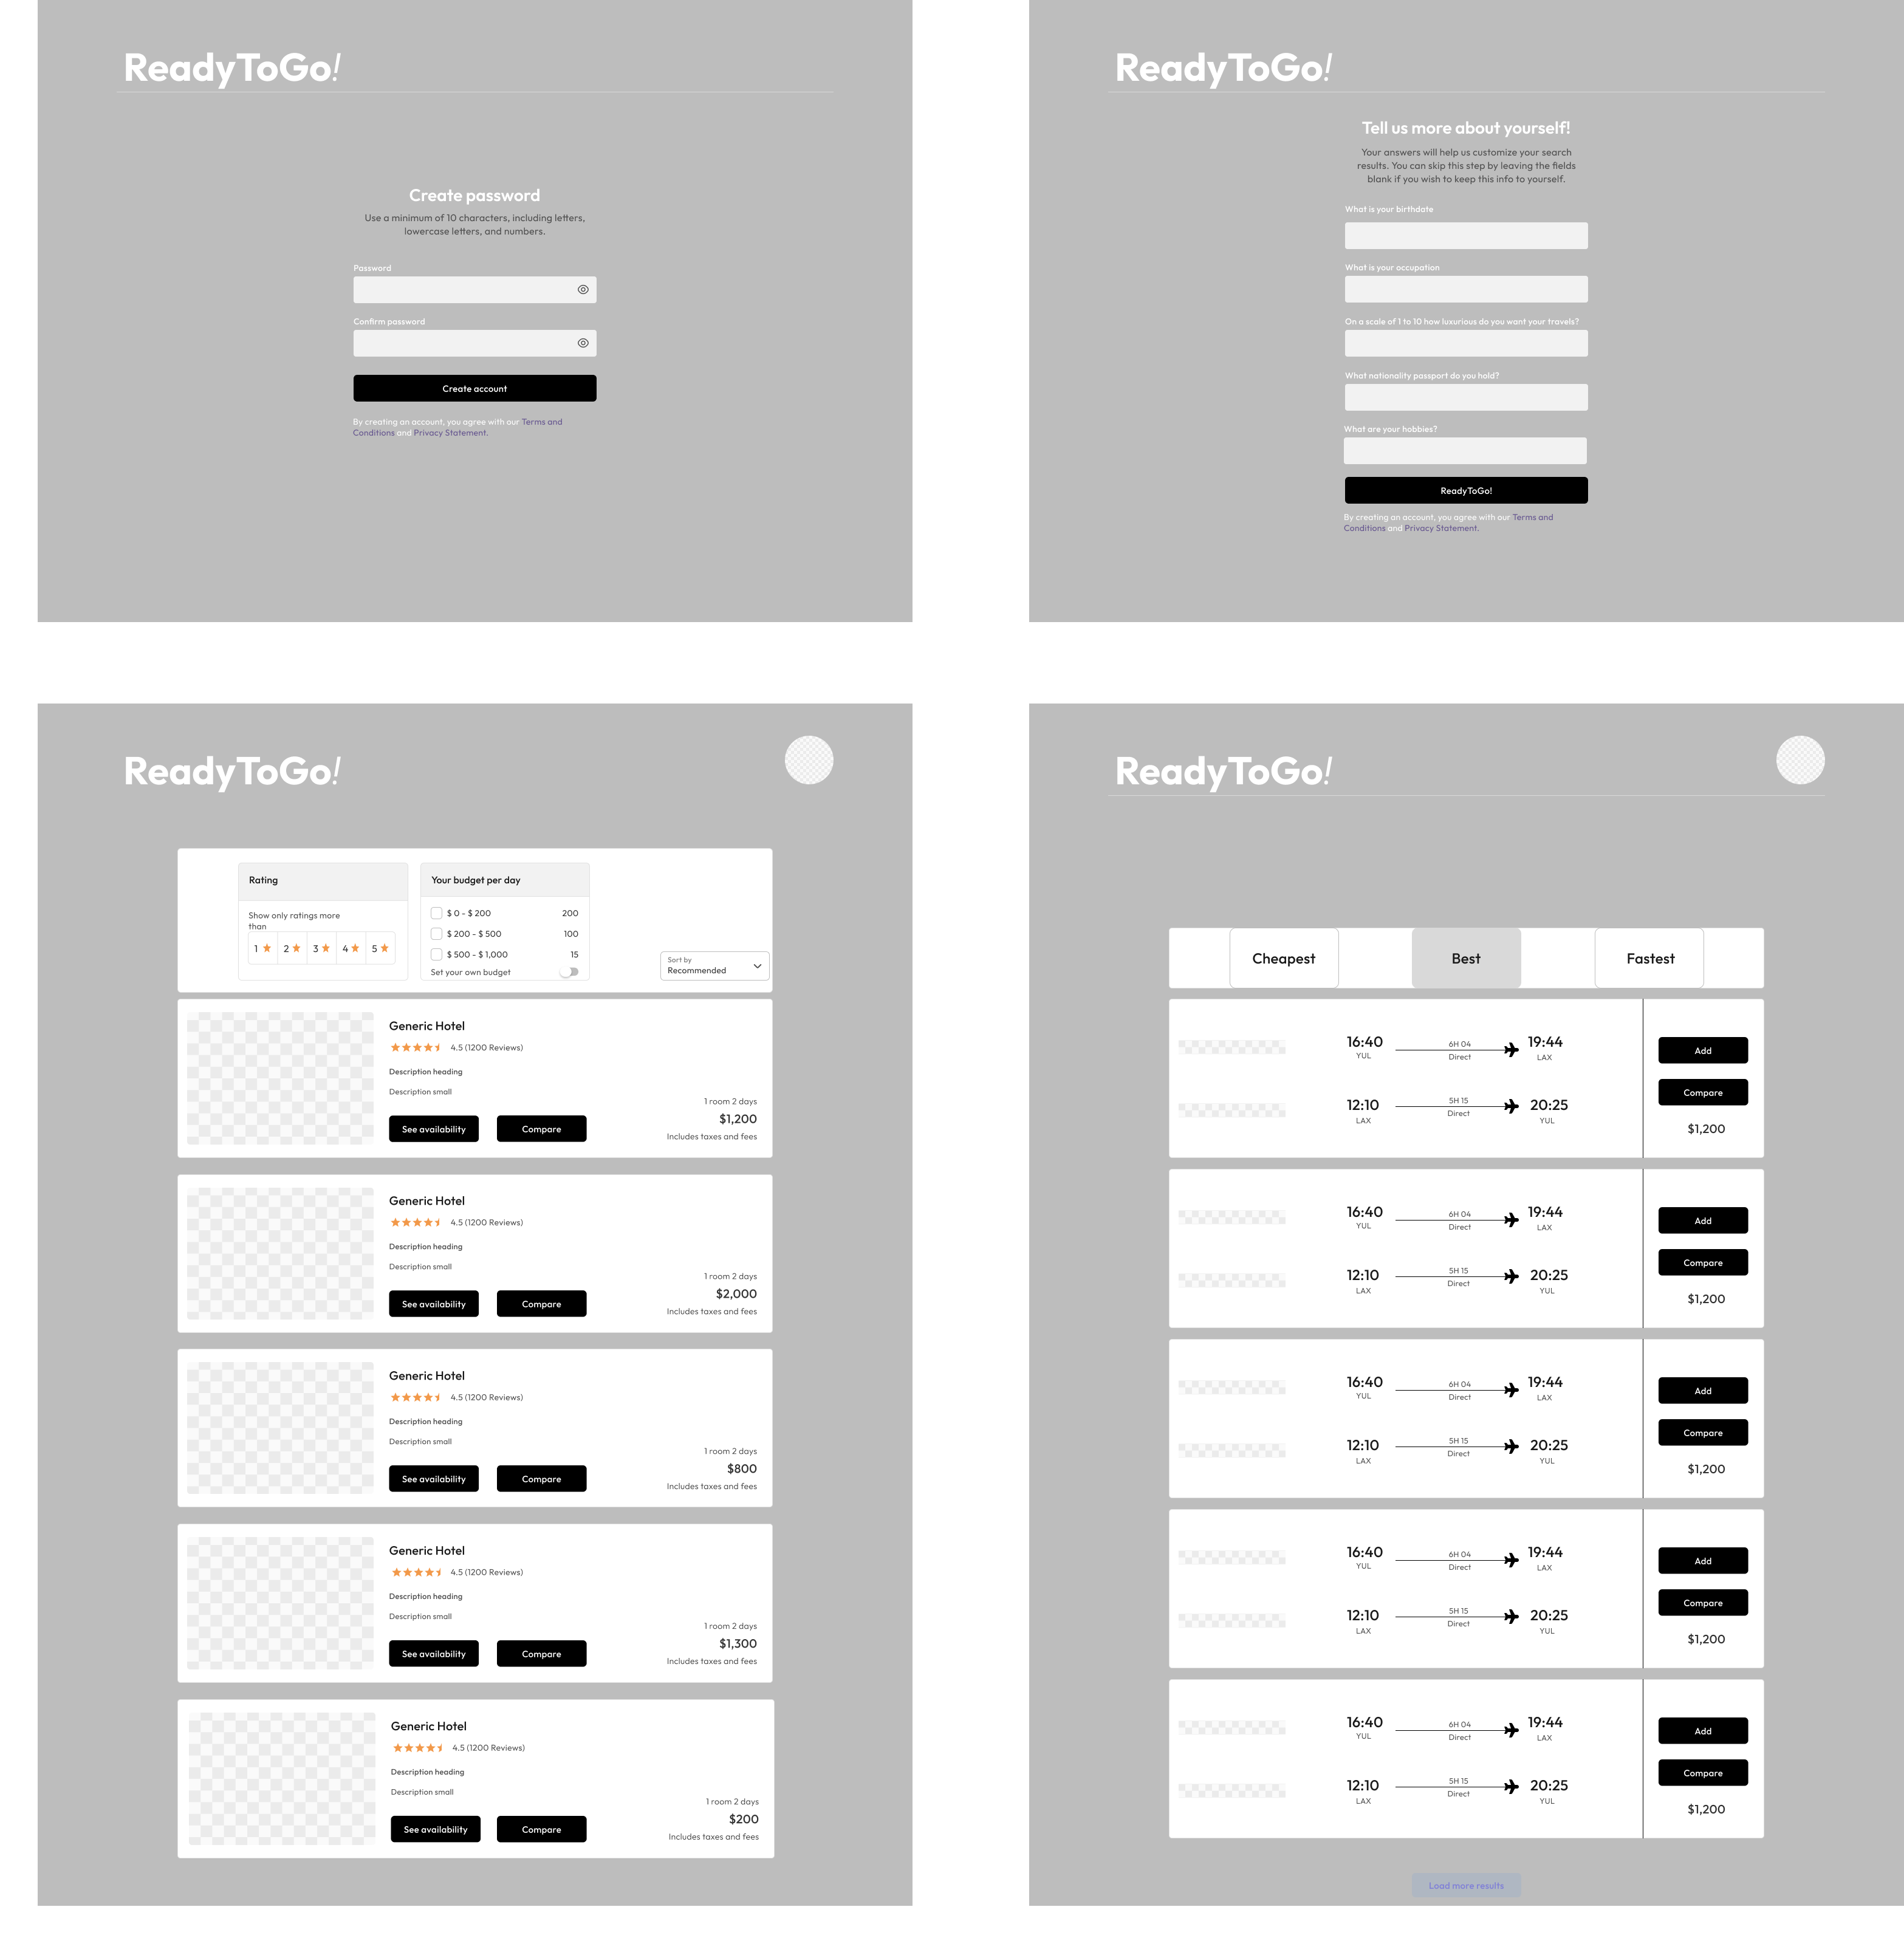 ReadyToGo!
Create password
Use a minimum of 10 characters, including letters,
lowercase letters, and numbers.
Password
Confirm password
Create account
By creating an account, you agree with our Terms and
Conditions and Privacy Statement.
ReadyToGo!
Tell us more about yourself!
Your answers will help us customize your search
results. You can skip this step by leaving the fields
blank if you wish to keep this info to yourself.
What is your birthdate
What is your occupation
On a scale of 1 to 10 how luxurious do you want your travels?
What nationality passport do you hold?
What are your hobbies?
ReadyToGo!
By creating an account, you agree with our Terms and
Conditions and Privacy Statement.
ReadyToGo!
Rating
Show only ratings more
than
1 2 3 4 5
Your budget per day
$ 0 - $ 200 200
$ 200 - $ 500 100
$ 500 - $ 1,000 15
Set your own budget
Sort by
Recommended
Generic Hotel
4.5 (1200 Reviews)
Description heading
Description small
See availability Compare
1 room 2 days
$1,200
Includes taxes and fees
Generic Hotel
4.5 (1200 Reviews)
Description heading
Description small
See availability Compare
1 room 2 days
$2,000
Includes taxes and fees
Generic Hotel
4.5 (1200 Reviews)
Description heading
Description small
See availability Compare
1 room 2 days
$800
Includes taxes and fees
Generic Hotel
4.5 (1200 Reviews)
Description heading
Description small
See availability Compare
1 room 2 days
$1,300
Includes taxes and fees
Generic Hotel
4.5 (1200 Reviews)
Description heading
Description small
See availability Compare
1 room 2 days
$200
Includes taxes and fees
ReadyToGo!
Cheapest Best Fastest
16:40 6H 04 19:44
YUL Direct LAX
12:10 5H 15 20:25
LAX Direct YUL
Add
Compare
$1,200
16:40 6H 04 19:44
YUL Direct LAX
12:10 5H 15 20:25
LAX Direct YUL
Add
Compare
$1,200
16:40 6H 04 19:44
YUL Direct LAX
12:10 5H 15 20:25
LAX Direct YUL
Add
Compare
$1,200
16:40 6H 04 19:44
YUL Direct LAX
12:10 5H 15 20:25
LAX Direct YUL
Add
Compare
$1,200
16:40 6H 04 19:44
YUL Direct LAX
12:10 5H 15 20:25
LAX Direct YUL
Add
Compare
$1,200
Load more results